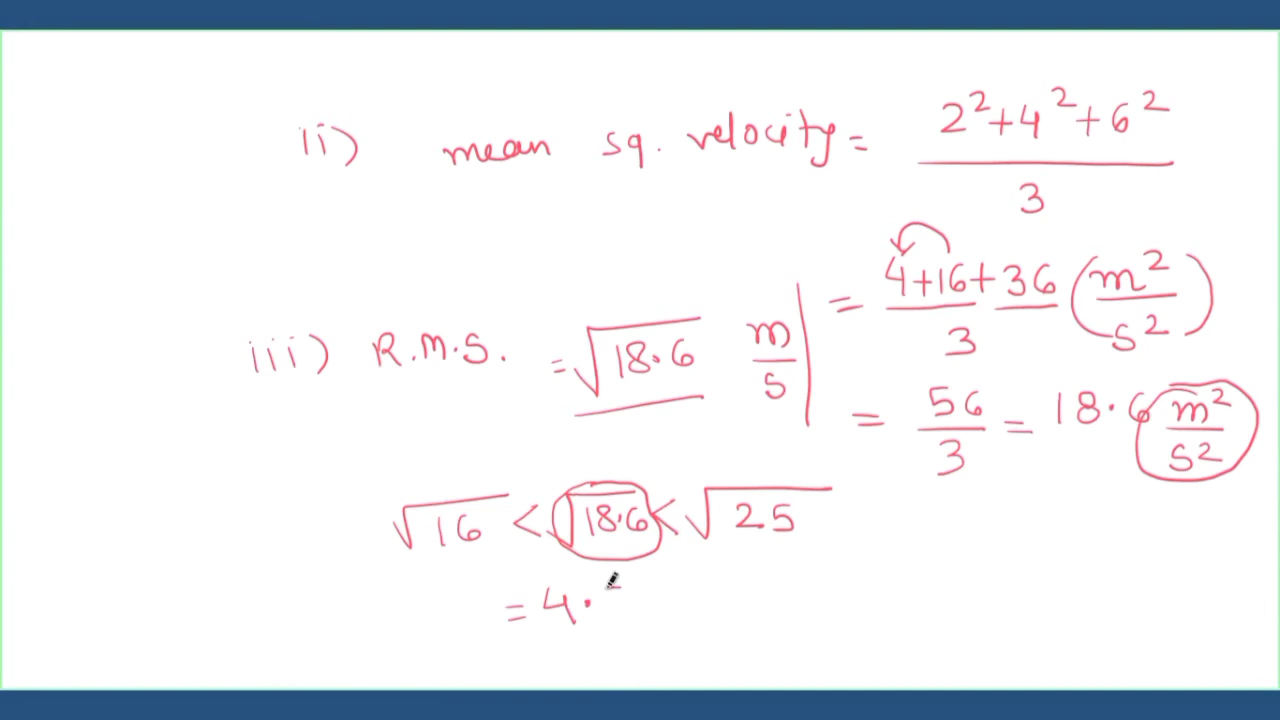 ii) mean sq. velocity = (2²+4²+6²)/3
= (4+16+36)/3 (m²/s²)
iii) R.M.S. = √18.6 m/s
= 56/3 = 18.6 m²/s²
√16 < √18.6 < √25
= 4.